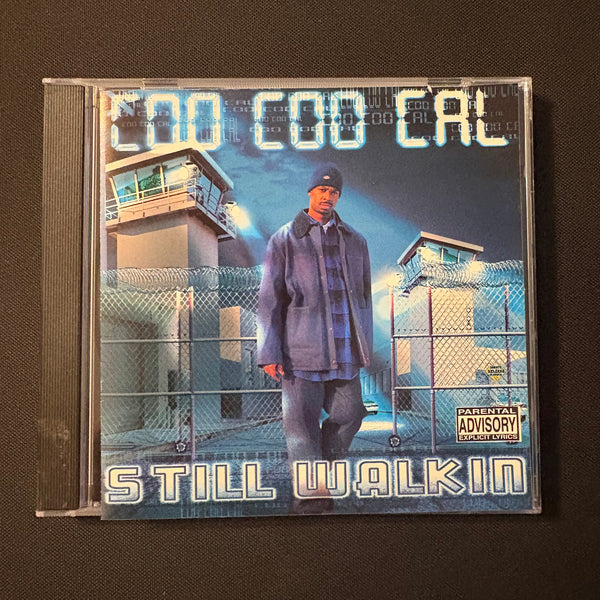 COO COO CAL
PARENTAL
ADVISORY
EXPLICIT LYRICS
STILL WALKIN